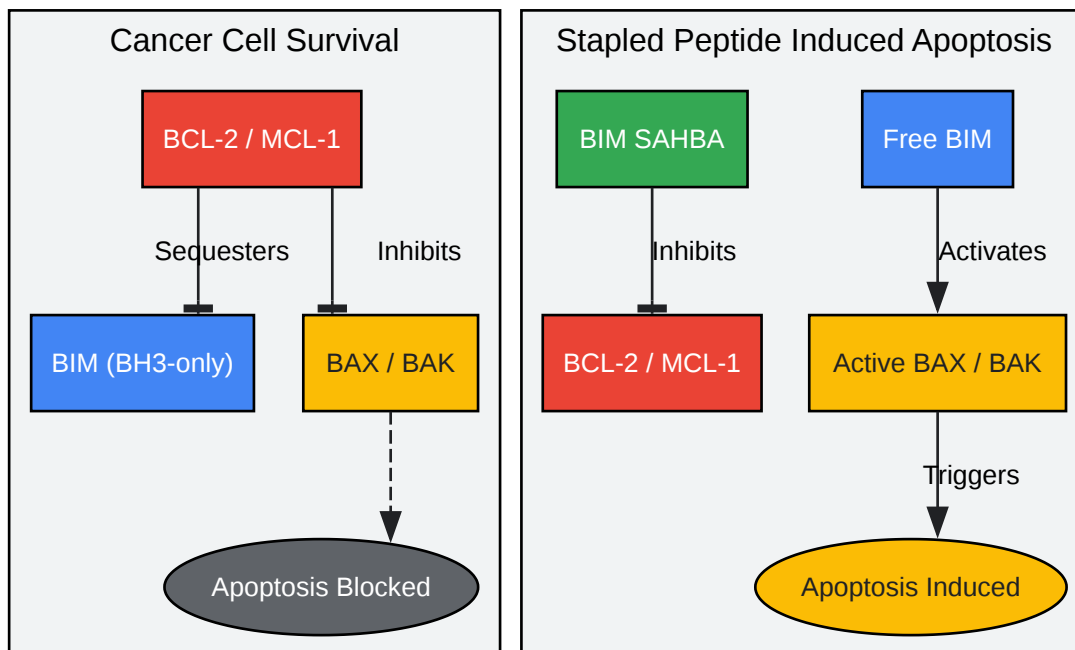 Cancer Cell Survival
BCL-2 / MCL-1
Sequesters
Inhibits
BIM (BH3-only)
BAX / BAK
Apoptosis Blocked
Stapled Peptide Induced Apoptosis
BIM SAHBA
Free BIM
Inhibits
Activates
BCL-2 / MCL-1
Active BAX / BAK
Triggers
Apoptosis Induced